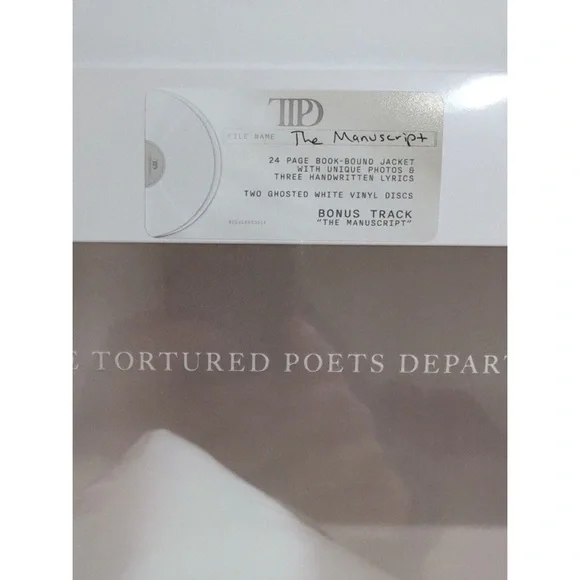 TTPD
FILE NAME The Manuscript
24 PAGE BOOK-BOUND JACKET
WITH UNIQUE PHOTOS &
THREE HANDWRITTEN LYRICS
TWO GHOSTED WHITE VINYL DISCS
BONUS TRACK
"THE MANUSCRIPT"
E TORTURED POETS DEPART